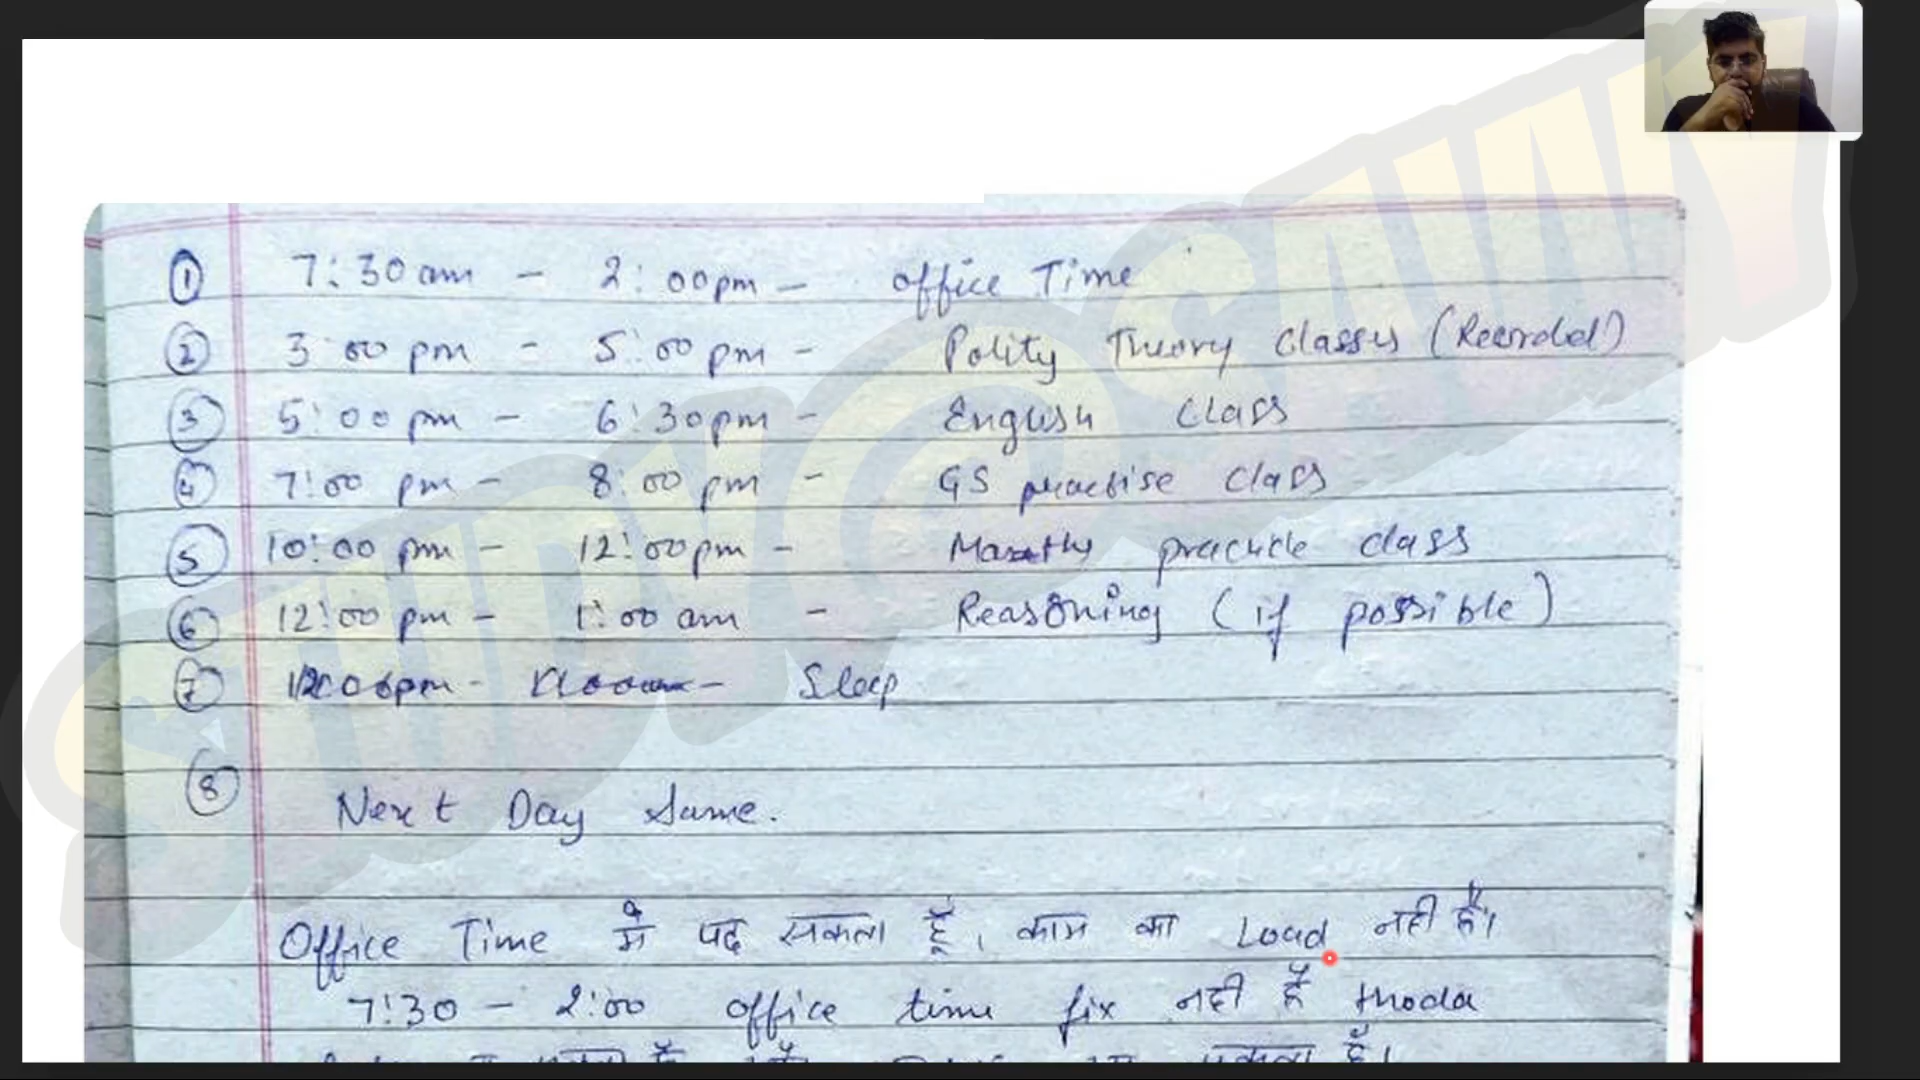 1 7:30 am - 2:00pm - office Time
2 3:00 pm - 5:00 pm - Polity Theory Classes (Recorded)
3 5:00 pm - 6:30pm - English Class
4 7:00 pm - 8:00 pm - GS practise class
5 10:00 pm - 12:00pm - Maths practice class
6 12:00 pm - 1:00 am - Reasoning (if possible)
7 Sleep
8 Next Day Same.
Office Time में पढ़ सकता हूँ। काम का Load नही है।
7:30 - 2:00 office time fix नही है thoda
STUDY@SAINY